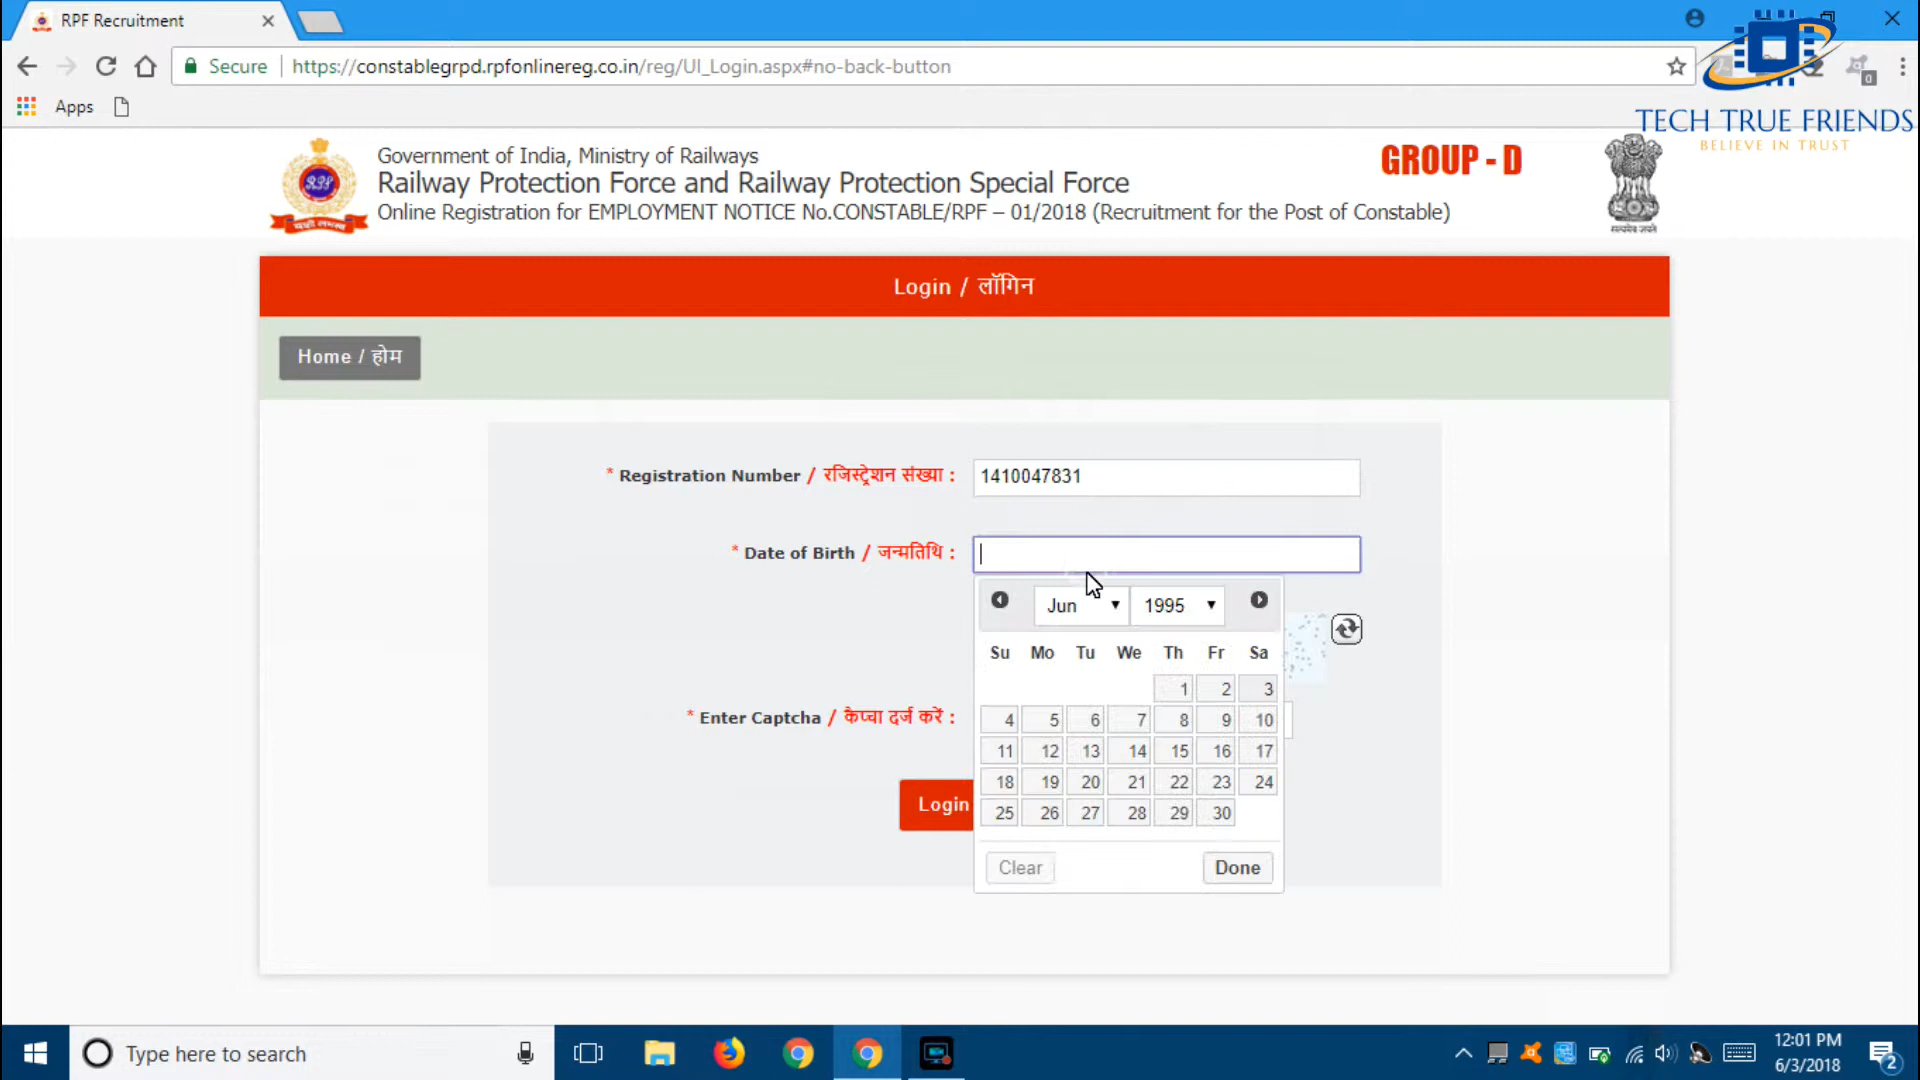 RPF Recruitment
Secure https://constablegrpd.rpfonlinereg.co.in/reg/UI_Login.aspx#no-back-button
0
Apps
TECH TRUE FRIENDS
BELIEVE IN TRUST
Government of India, Ministry of Railways
Railway Protection Force and Railway Protection Special Force
Online Registration for EMPLOYMENT NOTICE No.CONSTABLE/RPF – 01/2018 (Recruitment for the Post of Constable)
GROUP - D
सत्यमेव जयते
Login / लॉगिन
Home / होम
* Registration Number / रजिस्ट्रेशन संख्या : 1410047831
* Date of Birth / जन्मतिथि :
Jun 1995
Su Mo Tu We Th Fr Sa
1 2 3
4 5 6 7 8 9 10
11 12 13 14 15 16 17
18 19 20 21 22 23 24
25 26 27 28 29 30
Clear Done
* Enter Captcha / कैप्चा दर्ज करें :
Login
Type here to search
12:01 PM
6/3/2018
2